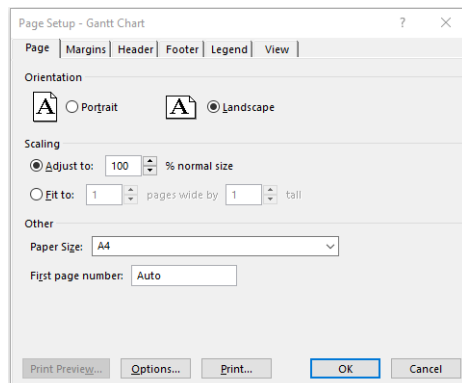 Page Setup - Gantt Chart ? ×
Page Margins Header Footer Legend View
Orientation
A Portrait A Landscape
Scaling
Adjust to: 100 % normal size
Fit to: 1 pages wide by 1 tall
Other
Paper Size: A4
First page number: Auto
Print Preview... Options... Print... OK Cancel